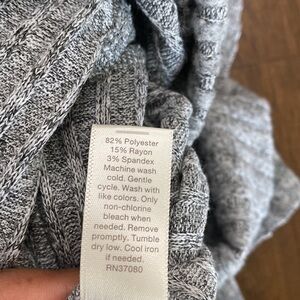 82% Polyester
15% Rayon
3% Spandex
Machine wash
cold. Gentle
cycle. Wash with
like colors. Only
non-chlorine
bleach when
needed. Remove
promptly. Tumble
dry low. Cool iron
if needed.
RN37080